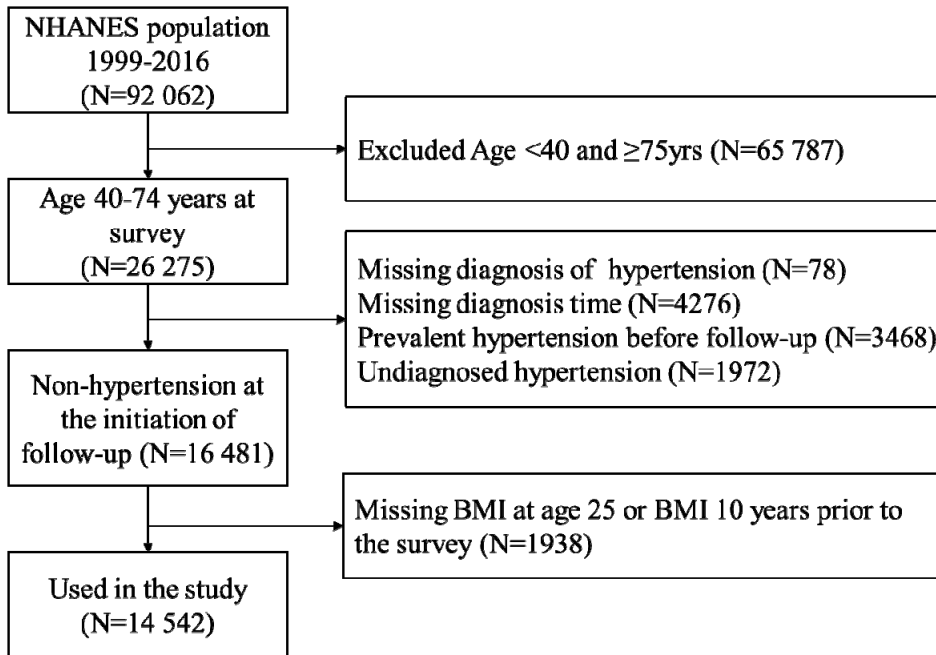 NHANES population
1999-2016
(N=92 062)
Excluded Age <40 and ≥75yrs (N=65 787)
Age 40-74 years at
survey
(N=26 275)
Missing diagnosis of hypertension (N=78)
Missing diagnosis time (N=4276)
Prevalent hypertension before follow-up (N=3468)
Undiagnosed hypertension (N=1972)
Non-hypertension at
the initiation of
follow-up (N=16 481)
Missing BMI at age 25 or BMI 10 years prior to
the survey (N=1938)
Used in the study
(N=14 542)